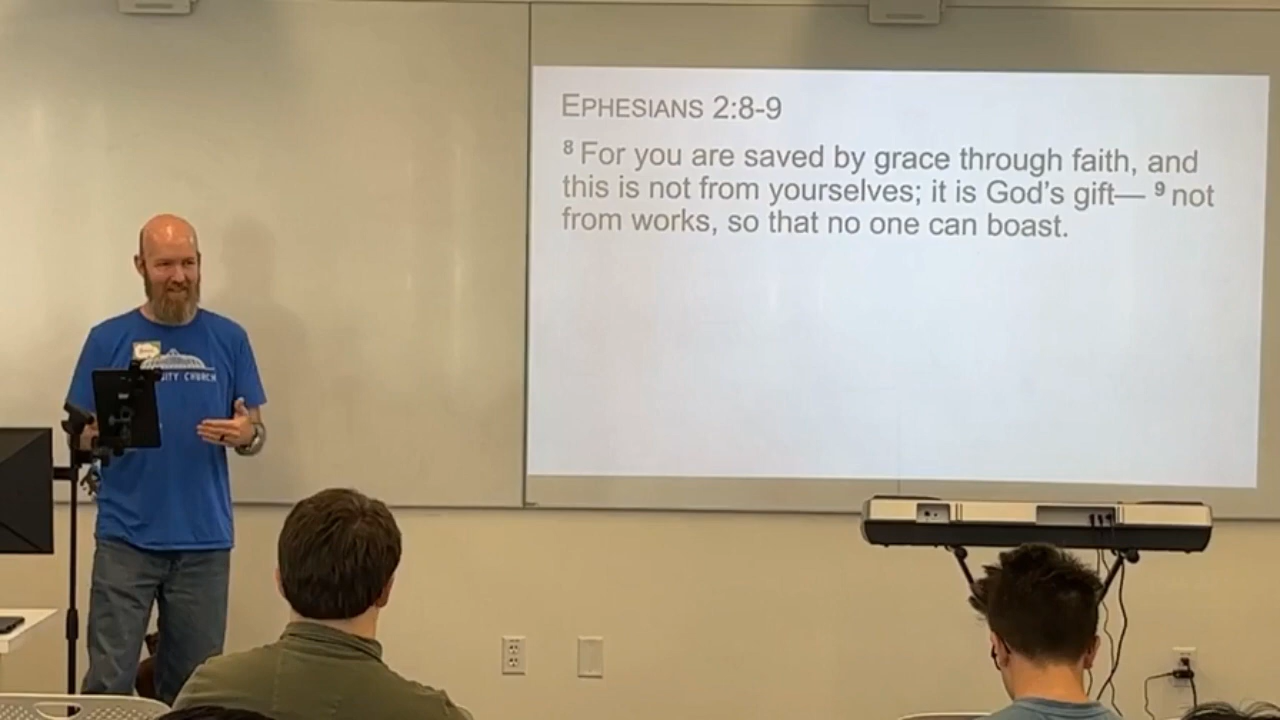 EPHESIANS 2:8-9
8 For you are saved by grace through faith, and
this is not from yourselves; it is God's gift— 9 not
from works, so that no one can boast.
CHURCH